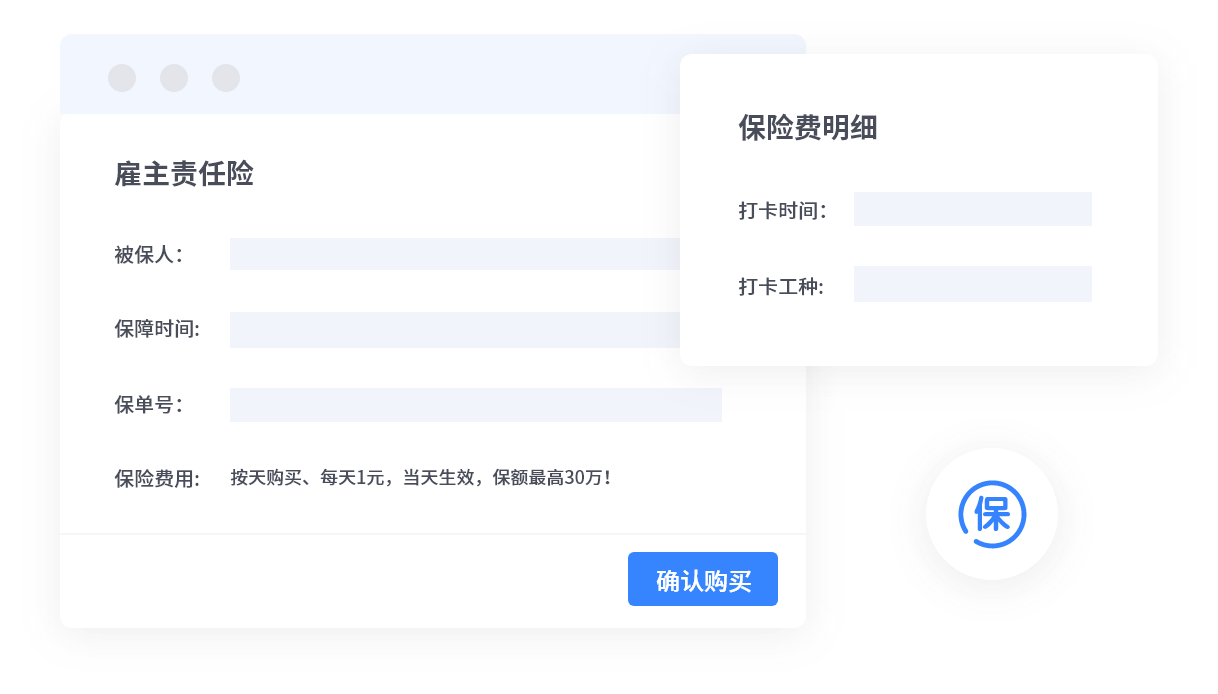 雇主责任险
被保人：
保障时间:
保单号：
保险费用: 按天购买、每天1元，当天生效，保额最高30万！
确认购买
保险费明细
打卡时间：
打卡工种:
保